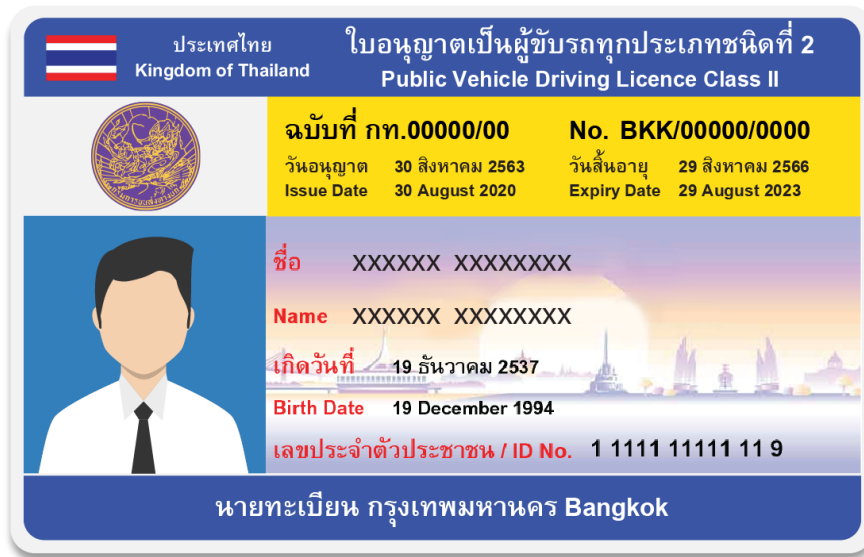 ประเทศไทย
Kingdom of Thailand
ใบอนุญาตเป็นผู้ขับรถทุกประเภทชนิดที่ 2
Public Vehicle Driving Licence Class II
ฉบับที่ กท.00000/00 No. BKK/00000/0000
วันอนุญาต 30 สิงหาคม 2563 วันสิ้นอายุ 29 สิงหาคม 2566
Issue Date 30 August 2020 Expiry Date 29 August 2023
ชื่อ XXXXXX XXXXXXXX
Name XXXXXX XXXXXXXX
เกิดวันที่ 19 ธันวาคม 2537
Birth Date 19 December 1994
เลขประจำตัวประชาชน / ID No. 1 1111 11111 11 9
นายทะเบียน กรุงเทพมหานคร Bangkok